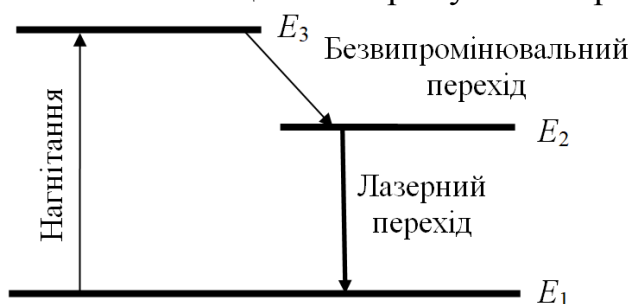 E3
Безвипромінювальний
перехід
Нагнітання
E2
Лазерний
перехід
E1